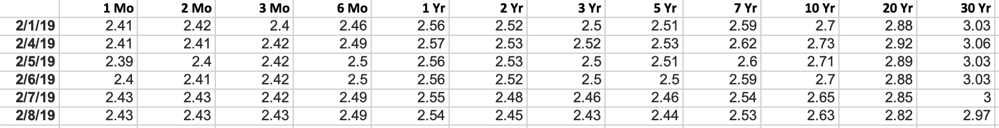 1 Mo 2 Mo 3 Mo 6 Mo 1 Yr 2 Yr 3 Yr 5 Yr 7 Yr 10 Yr 20 Yr 30 Yr
2/1/19 2.41 2.42 2.4 2.46 2.56 2.52 2.5 2.51 2.59 2.7 2.88 3.03
2/4/19 2.41 2.41 2.42 2.49 2.57 2.53 2.52 2.53 2.62 2.73 2.92 3.06
2/5/19 2.39 2.4 2.42 2.5 2.56 2.53 2.5 2.51 2.6 2.71 2.89 3.03
2/6/19 2.4 2.41 2.42 2.5 2.56 2.52 2.5 2.5 2.59 2.7 2.88 3.03
2/7/19 2.43 2.43 2.42 2.49 2.55 2.48 2.46 2.46 2.54 2.65 2.85 3
2/8/19 2.43 2.43 2.43 2.49 2.54 2.45 2.43 2.44 2.53 2.63 2.82 2.97